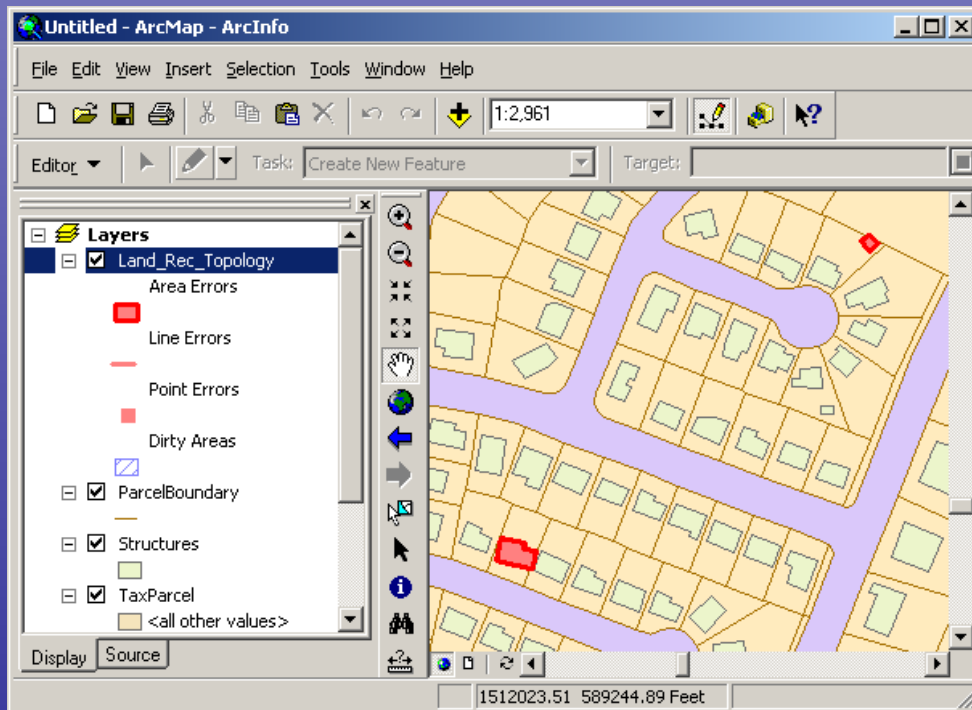 Untitled - ArcMap - ArcInfo
File Edit View Insert Selection Tools Window Help
1:2,961
Editor Task: Create New Feature Target:
Layers
Land_Rec_Topology
Area Errors
Line Errors
Point Errors
Dirty Areas
ParcelBoundary
Structures
TaxParcel
<all other values>
Display Source
1512023.51 589244.89 Feet